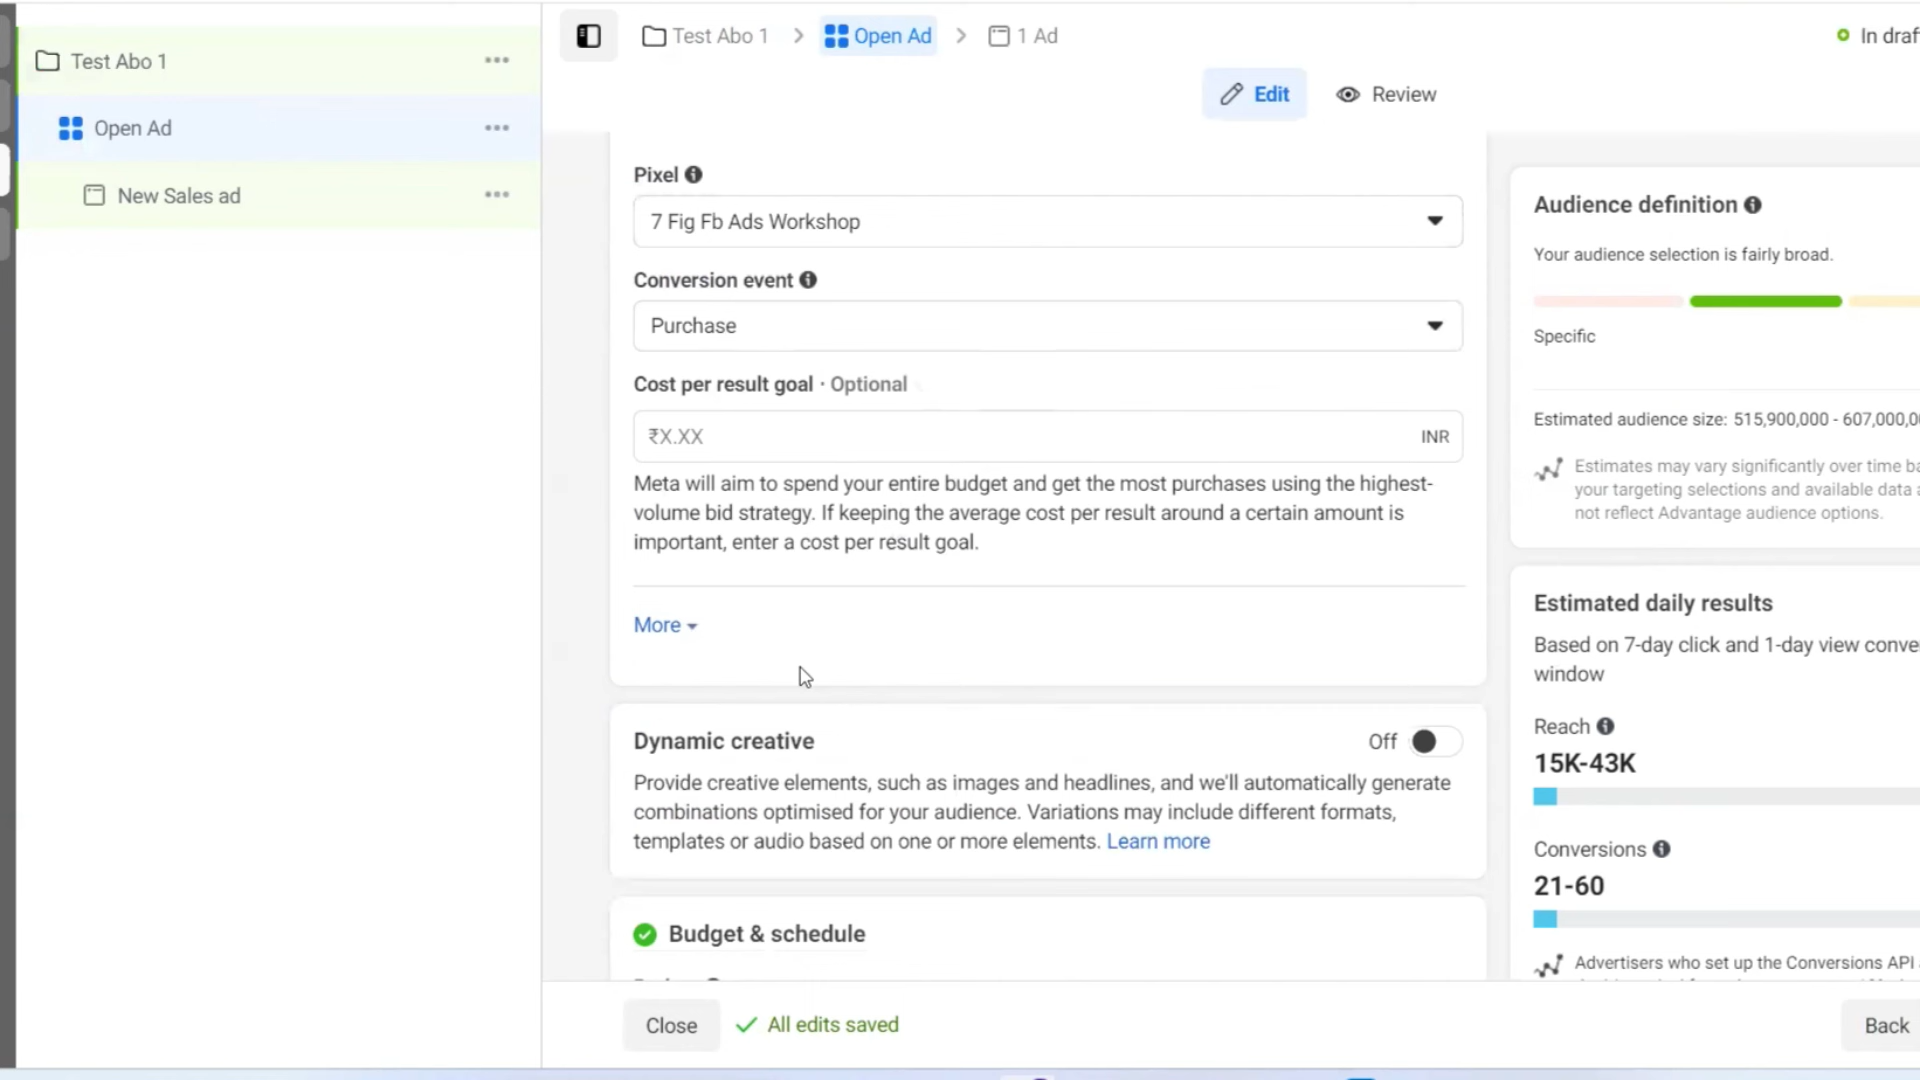 Test Abo 1
Open Ad
New Sales ad
Test Abo 1
Open Ad
1 Ad
In draf
Edit
Review
Pixel
7 Fig Fb Ads Workshop
Conversion event
Purchase
Cost per result goal · Optional
₹X.XX
INR
Meta will aim to spend your entire budget and get the most purchases using the highest-
volume bid strategy. If keeping the average cost per result around a certain amount is
important, enter a cost per result goal.
More
Dynamic creative
Off
Provide creative elements, such as images and headlines, and we'll automatically generate
combinations optimised for your audience. Variations may include different formats,
templates or audio based on one or more elements. Learn more
Budget & schedule
Close
All edits saved
Back
Audience definition
Your audience selection is fairly broad.
Specific
Estimated audience size: 515,900,000 - 607,000,0
Estimates may vary significantly over time ba
your targeting selections and available data a
not reflect Advantage audience options.
Estimated daily results
Based on 7-day click and 1-day view conve
window
Reach
15K-43K
Conversions
21-60
Advertisers who set up the Conversions API